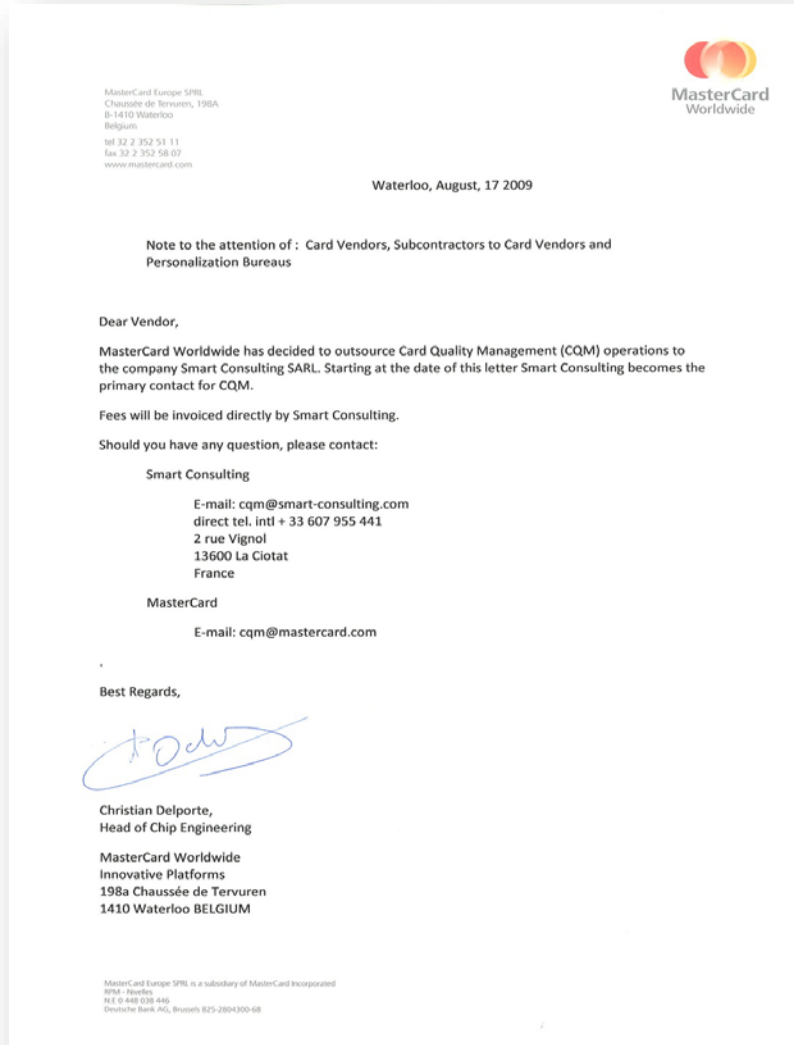 MasterCard Europe SPRL
Chaussée de Tervuren, 198A
B-1410 Waterloo
Belgium
tel 32 2 352 51 11
fax 32 2 352 58 07
www.mastercard.com
MasterCard
Worldwide
Waterloo, August, 17 2009
Note to the attention of : Card Vendors, Subcontractors to Card Vendors and
Personalization Bureaus
Dear Vendor,
MasterCard Worldwide has decided to outsource Card Quality Management (CQM) operations to
the company Smart Consulting SARL. Starting at the date of this letter Smart Consulting becomes the
primary contact for CQM.
Fees will be invoiced directly by Smart Consulting.
Should you have any question, please contact:
Smart Consulting
E-mail: cqm@smart-consulting.com
direct tel. intl + 33 607 955 441
2 rue Vignol
13600 La Ciotat
France
MasterCard
E-mail: cqm@mastercard.com
.
Best Regards,
Christian Delporte,
Head of Chip Engineering
MasterCard Worldwide
Innovative Platforms
198a Chaussée de Tervuren
1410 Waterloo BELGIUM
MasterCard Europe SPRL is a subsidiary of MasterCard Incorporated
RPM - Nivelles
N.E 0 448 038 446
Deutsche Bank AG, Brussels 825-2804300-68